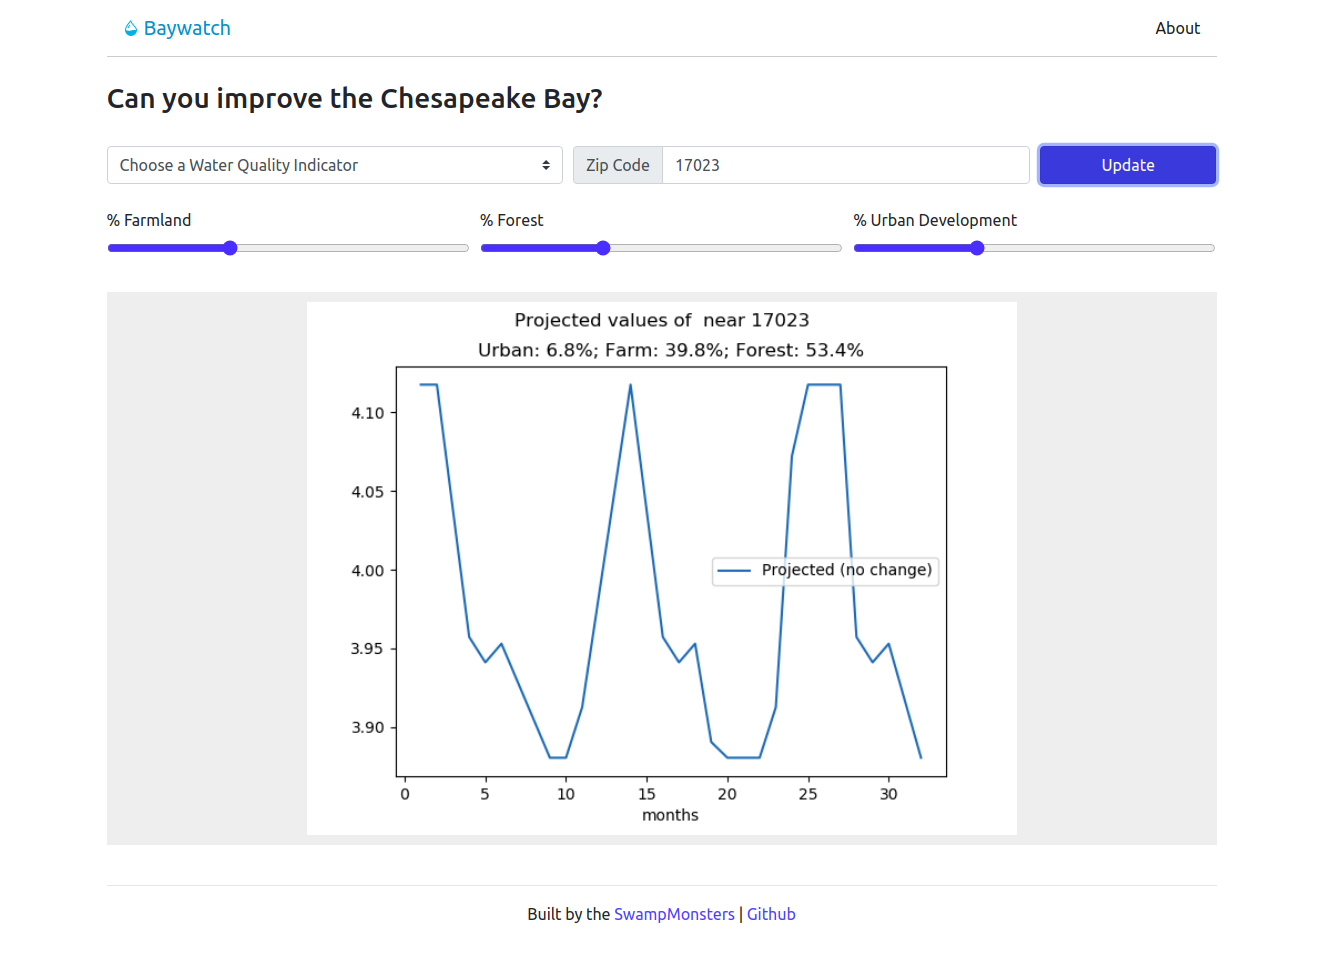 Baywatch
About
Can you improve the Chesapeake Bay?
Choose a Water Quality Indicator
Zip Code 17023
Update
% Farmland
% Forest
% Urban Development
Projected values of  near 17023
Urban: 6.8%; Farm: 39.8%; Forest: 53.4%
4.10
4.05
4.00
3.95
3.90
Projected (no change)
0 5 10 15 20 25 30
months
Built by the SwampMonsters | Github